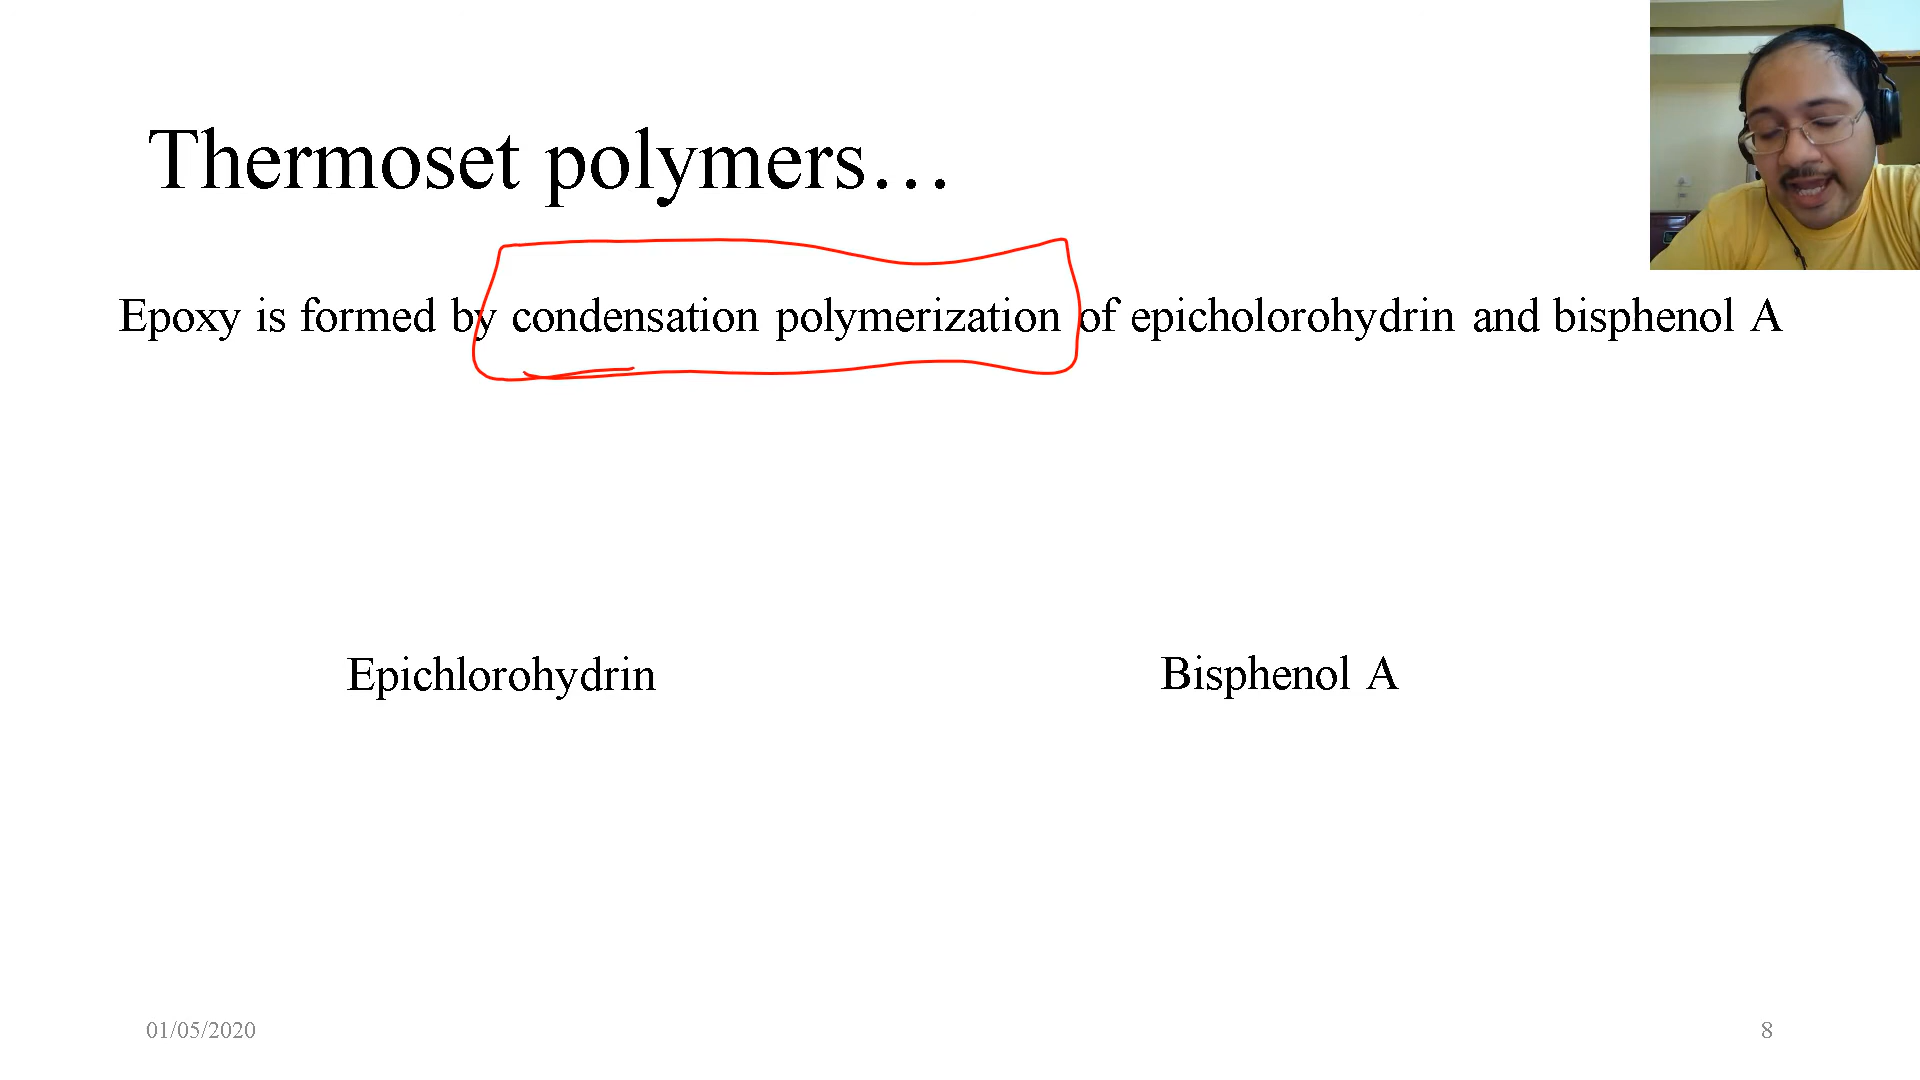 Thermoset polymers…
Epoxy is formed by condensation polymerization of epicholorohydrin and bisphenol A
Epichlorohydrin
Bisphenol A
01/05/2020
8